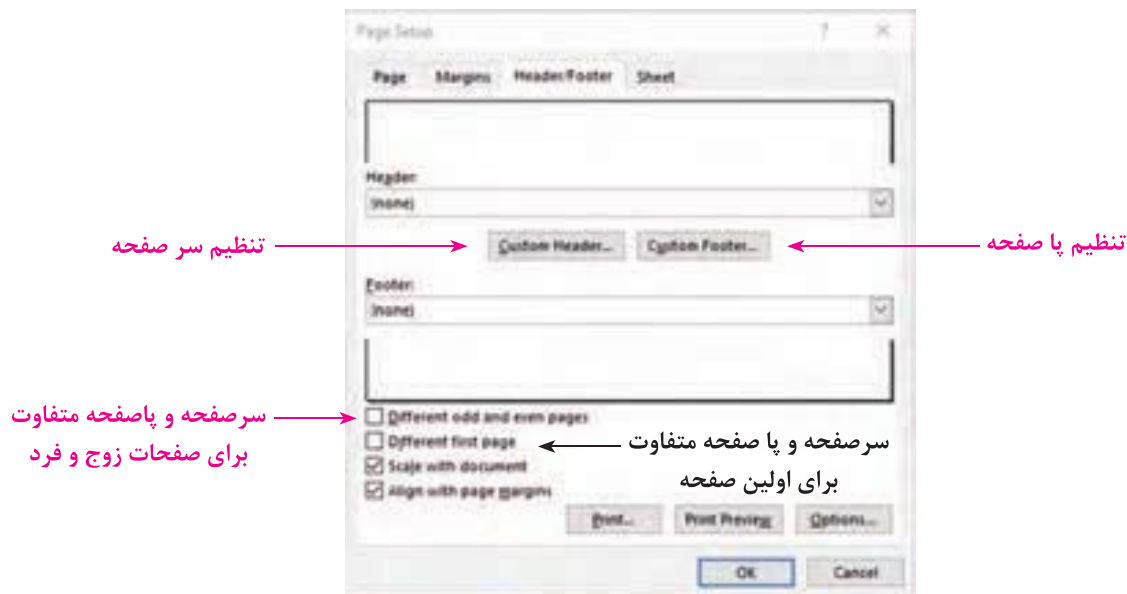 Page Setup ? ×
Page Margins Header/Footer Sheet
Header:
(none)
تنظیم سر صفحه
Custom Header... Custom Footer...
تنظیم پا صفحه
Footer:
(none)
سرصفحه و پاصفحه متفاوت
برای صفحات زوج و فرد
Different odd and even pages
Different first page
سرصفحه و پا صفحه متفاوت
برای اولین صفحه
Scale with document
Align with page margins
Print... Print Preview Options...
OK Cancel